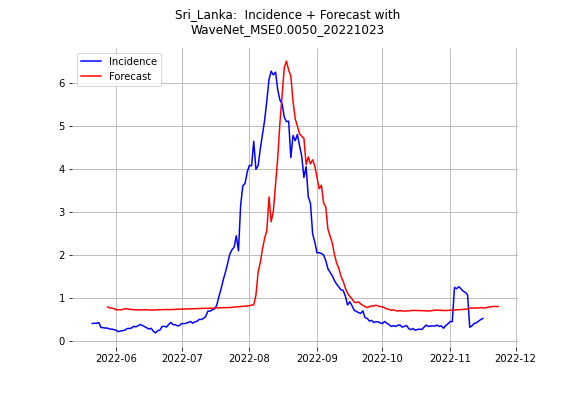 Sri_Lanka:  Incidence + Forecast with
WaveNet_MSE0.0050_20221023
Incidence
Forecast
6
5
4
3
2
1
0
2022-06 2022-07 2022-08 2022-09 2022-10 2022-11 2022-12